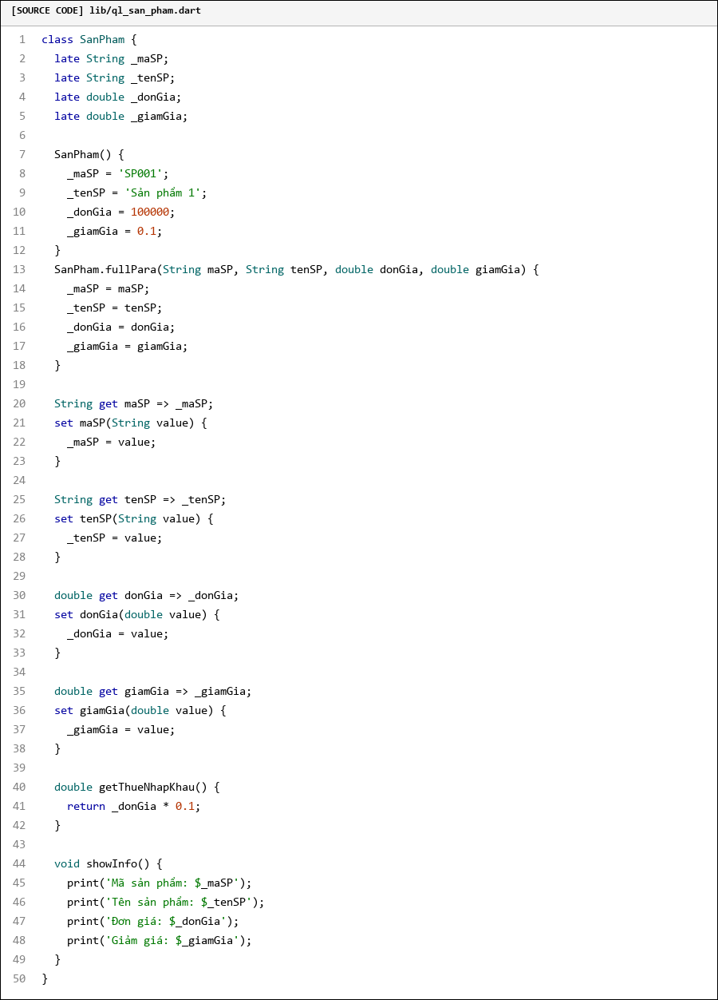 [SOURCE CODE] lib/ql_san_pham.dart
1 class SanPham {
2   late String _maSP;
3   late String _tenSP;
4   late double _donGia;
5   late double _giamGia;
6
7   SanPham() {
8     _maSP = 'SP001';
9     _tenSP = 'Sản phẩm 1';
10     _donGia = 100000;
11     _giamGia = 0.1;
12   }
13   SanPham.fullPara(String maSP, String tenSP, double donGia, double giamGia) {
14     _maSP = maSP;
15     _tenSP = tenSP;
16     _donGia = donGia;
17     _giamGia = giamGia;
18   }
19
20   String get maSP => _maSP;
21   set maSP(String value) {
22     _maSP = value;
23   }
24
25   String get tenSP => _tenSP;
26   set tenSP(String value) {
27     _tenSP = value;
28   }
29
30   double get donGia => _donGia;
31   set donGia(double value) {
32     _donGia = value;
33   }
34
35   double get giamGia => _giamGia;
36   set giamGia(double value) {
37     _giamGia = value;
38   }
39
40   double getThueNhapKhau() {
41     return _donGia * 0.1;
42   }
43
44   void showInfo() {
45     print('Mã sản phẩm: $_maSP');
46     print('Tên sản phẩm: $_tenSP');
47     print('Đơn giá: $_donGia');
48     print('Giảm giá: $_giamGia');
49   }
50 }